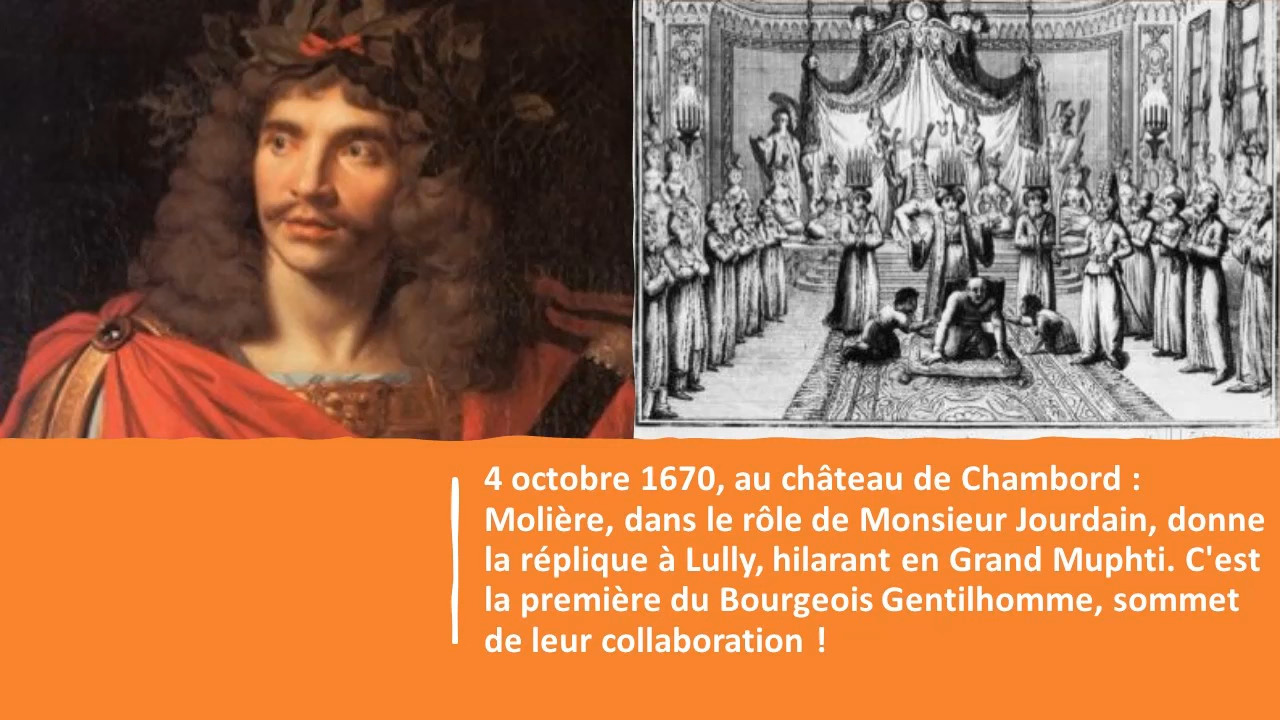 4 octobre 1670, au château de Chambord :
Molière, dans le rôle de Monsieur Jourdain, donne
la réplique à Lully, hilarant en Grand Muphti. C'est
la première du Bourgeois Gentilhomme, sommet
de leur collaboration !